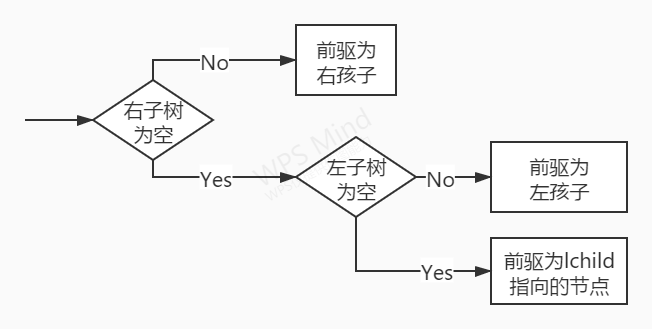 No
前驱为
右孩子
右子树
为空
Yes
左子树
为空
No
前驱为
左孩子
Yes
前驱为lchild
指向的节点
WPS Mind